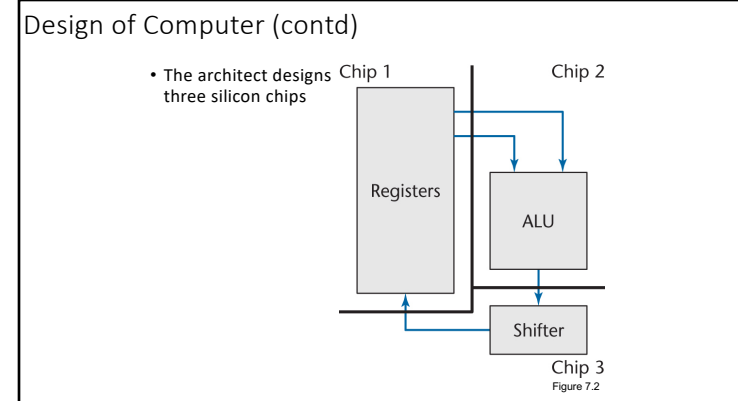 Design of Computer (contd)
• The architect designs
three silicon chips
Chip 1
Chip 2
Registers
ALU
Shifter
Chip 3
Figure 7.2